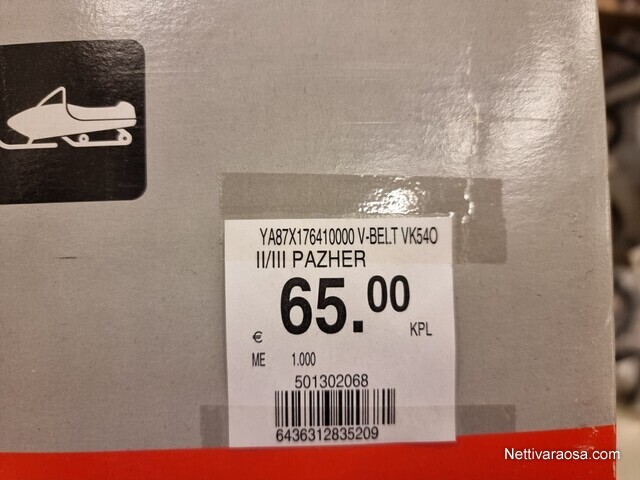 YA87X176410000 V-BELT VK540
II/III PAZHER
65.00
€
KPL
ME 1.000
501302068
6436312835209
Nettivaraosa.com